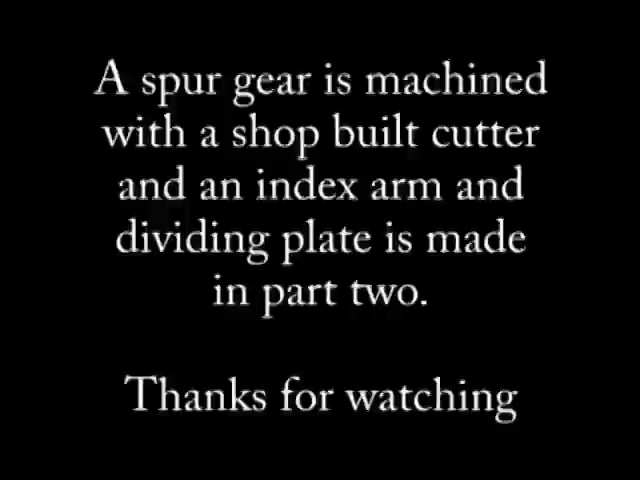 A spur gear is machined
with a shop built cutter
and an index arm and
dividing plate is made
in part two.
Thanks for watching